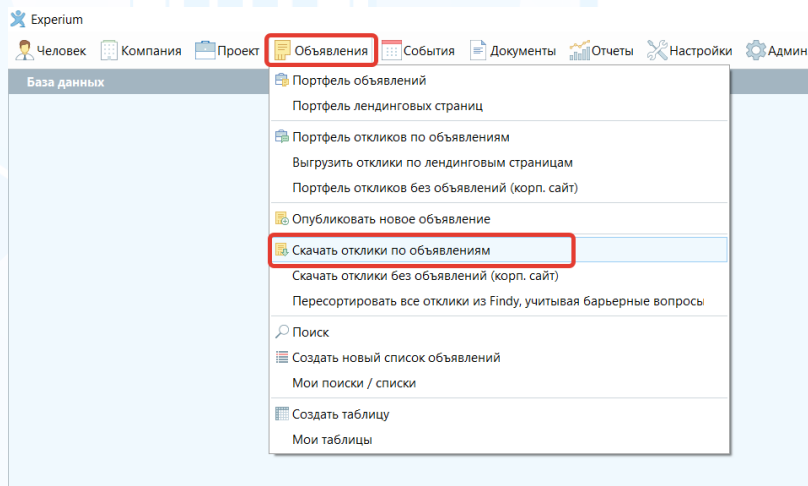 Experium
Человек Компания Проект Объявления События Документы Отчеты Настройки Админ
База данных
Портфель объявлений
Портфель лендинговых страниц
Портфель откликов по объявлениям
Выгрузить отклики по лендинговым страницам
Портфель откликов без объявлений (корп. сайт)
Опубликовать новое объявление
Скачать отклики по объявлениям
Скачать отклики без объявлений (корп. сайт)
Пересортировать все отклики из Findy, учитывая барьерные вопросы
Поиск
Создать новый список объявлений
Мои поиски / списки
Создать таблицу
Мои таблицы